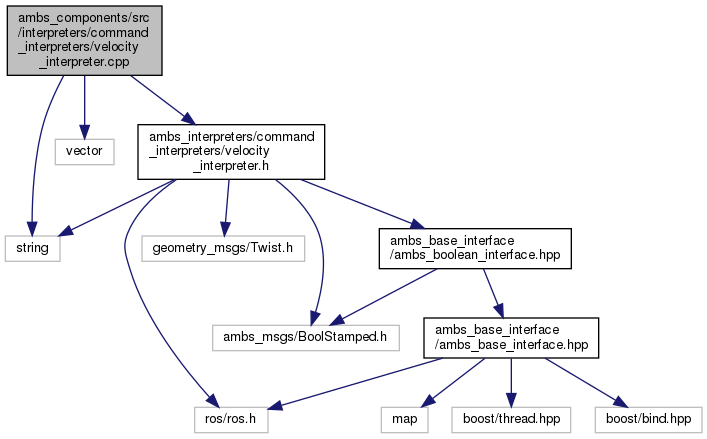 ambs_components/src
/interpreters/command
_interpreters/velocity
_interpreter.cpp
vector
ambs_interpreters/command
_interpreters/velocity
_interpreter.h
string
geometry_msgs/Twist.h
ambs_base_interface
/ambs_boolean_interface.hpp
ambs_msgs/BoolStamped.h
ambs_base_interface
/ambs_base_interface.hpp
ros/ros.h
map
boost/thread.hpp
boost/bind.hpp